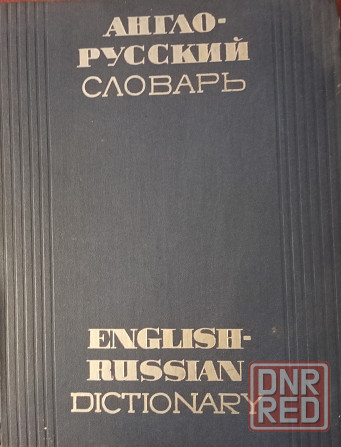 АНГЛО-
РУССКИЙ
СЛОВАРЬ
ENGLISH-
RUSSIAN
DICTIONARY
DNR
RED